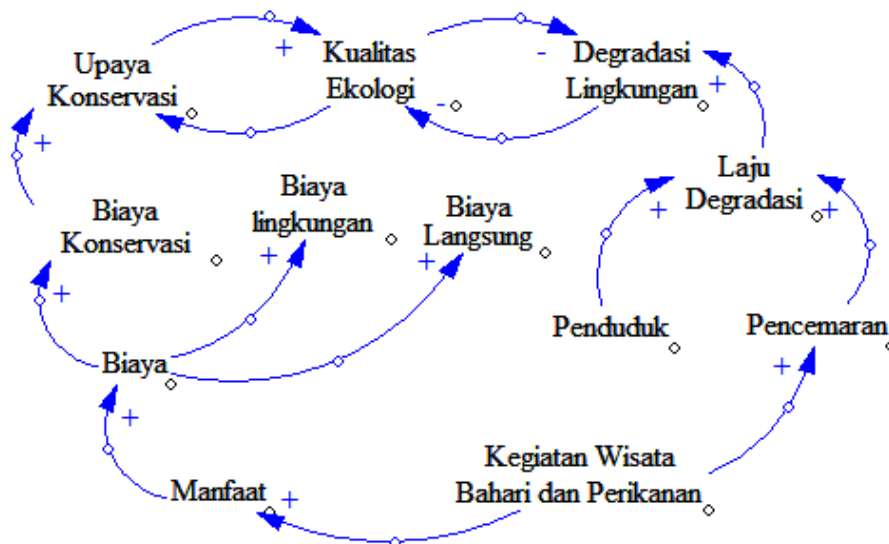 Upaya
Konservasi
+
Kualitas
Ekologi
-
-
Degradasi
Lingkungan
+
+
Biaya
Konservasi
Biaya
lingkungan
Biaya
Langsung
Laju
Degradasi
+
+
+
+
+
Penduduk
Pencemaran
Biaya
+
+
Manfaat
+
Kegiatan Wisata
Bahari dan Perikanan